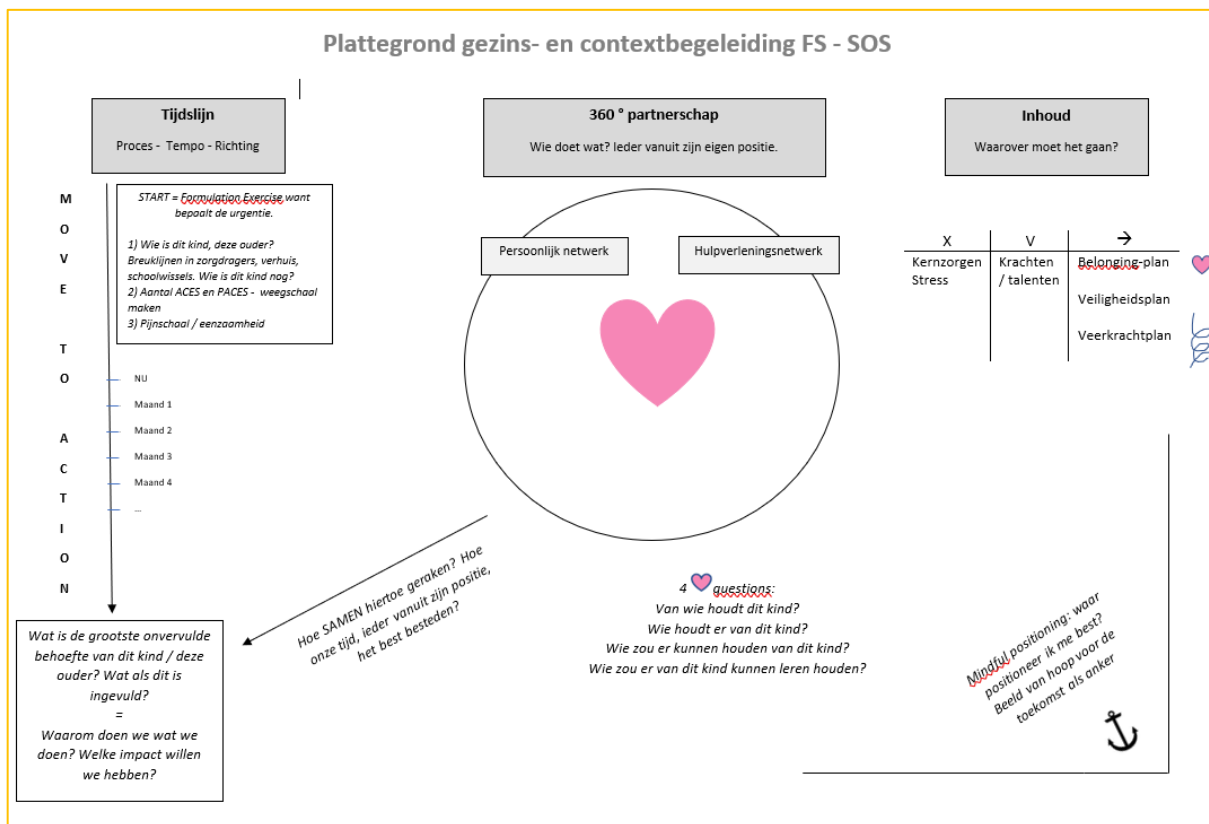 Plattegrond gezins- en contextbegeleiding FS - SOS
Tijdslijn
Proces - Tempo - Richting
360 ° partnerschap
Wie doet wat? Ieder vanuit zijn eigen positie.
Inhoud
Waarover moet het gaan?
M
O
V
E
T
O
A
C
T
I
O
N
START = Formulation Exercise want
bepaalt de urgentie.
1) Wie is dit kind, deze ouder?
Breuklijnen in zorgdragers, verhuis,
schoolwissels. Wie is dit kind nog?
2) Aantal ACES en PACES - weegschaal
maken
3) Pijnschaal / eenzaamheid
NU
Maand 1
Maand 2
Maand 3
Maand 4
...
Wat is de grootste onvervulde
behoefte van dit kind / deze
ouder? Wat als dit is
ingevuld?
=
Waarom doen we wat we
doen? Welke impact willen
we hebben?
Persoonlijk netwerk
Hulpverleningsnetwerk
Hoe SAMEN hiertoe geraken? Hoe
onze tijd, ieder vanuit zijn positie,
het best besteden?
4 questions:
Van wie houdt dit kind?
Wie houdt er van dit kind?
Wie zou er kunnen houden van dit kind?
Wie zou er van dit kind kunnen leren houden?
X V →
Kernzorgen
Stress
Krachten
/ talenten
Belonging-plan
Veiligheidsplan
Veerkrachtplan
Mindful positioning: waar
positioneer ik me best?
Beeld van hoop voor de
toekomst als anker